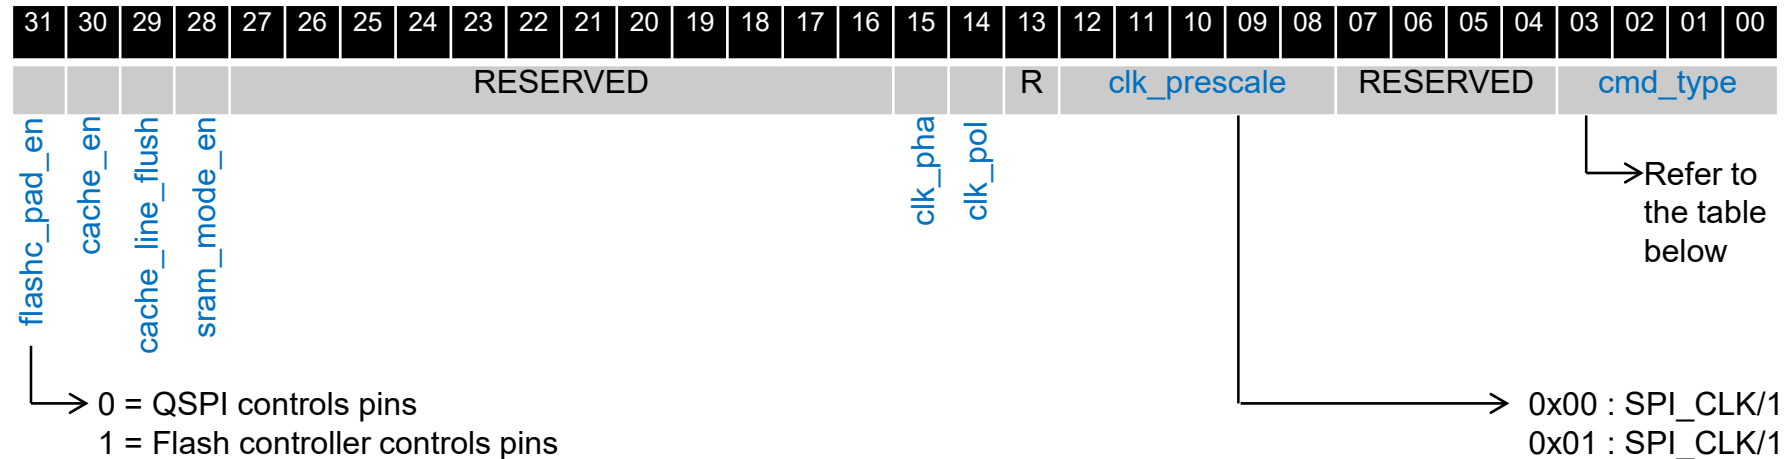 31 30 29 28 27 26 25 24 23 22 21 20 19 18 17 16 15 14 13 12 11 10 09 08 07 06 05 04 03 02 01 00
RESERVED R clk_prescale RESERVED cmd_type
flashc_pad_en
cache_en
cache_line_flush
sram_mode_en
clk_pha
clk_pol
Refer to
the table
below
0 = QSPI controls pins
1 = Flash controller controls pins
0x00 : SPI_CLK/1
0x01 : SPI_CLK/1